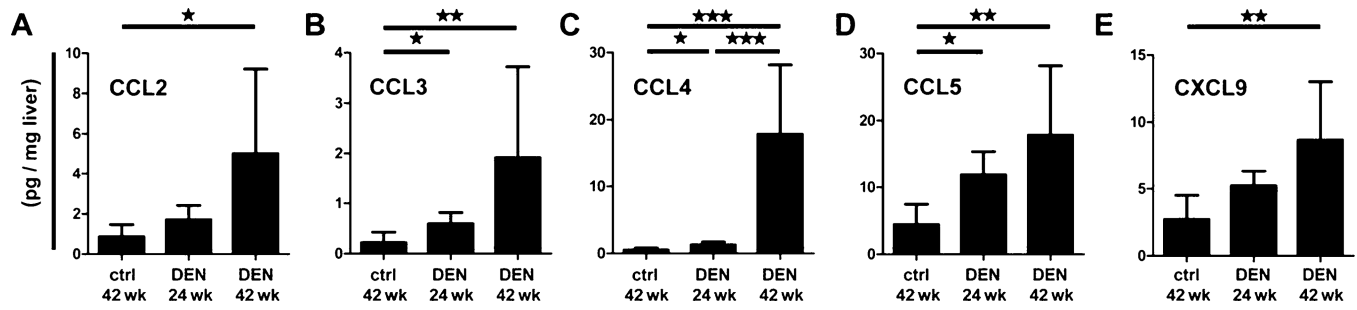 A
★
(pg / mg liver)
10
8
6
4
2
0
CCL2
ctrl
42 wk
DEN
24 wk
DEN
42 wk
B
★★
★
4
3
2
1
0
CCL3
ctrl
42 wk
DEN
24 wk
DEN
42 wk
C
★★★
★ ★★★
30
20
10
0
CCL4
ctrl
42 wk
DEN
24 wk
DEN
42 wk
D
★★
★
30
20
10
0
CCL5
ctrl
42 wk
DEN
24 wk
DEN
42 wk
E
★★
15
10
5
0
CXCL9
ctrl
42 wk
DEN
24 wk
DEN
42 wk